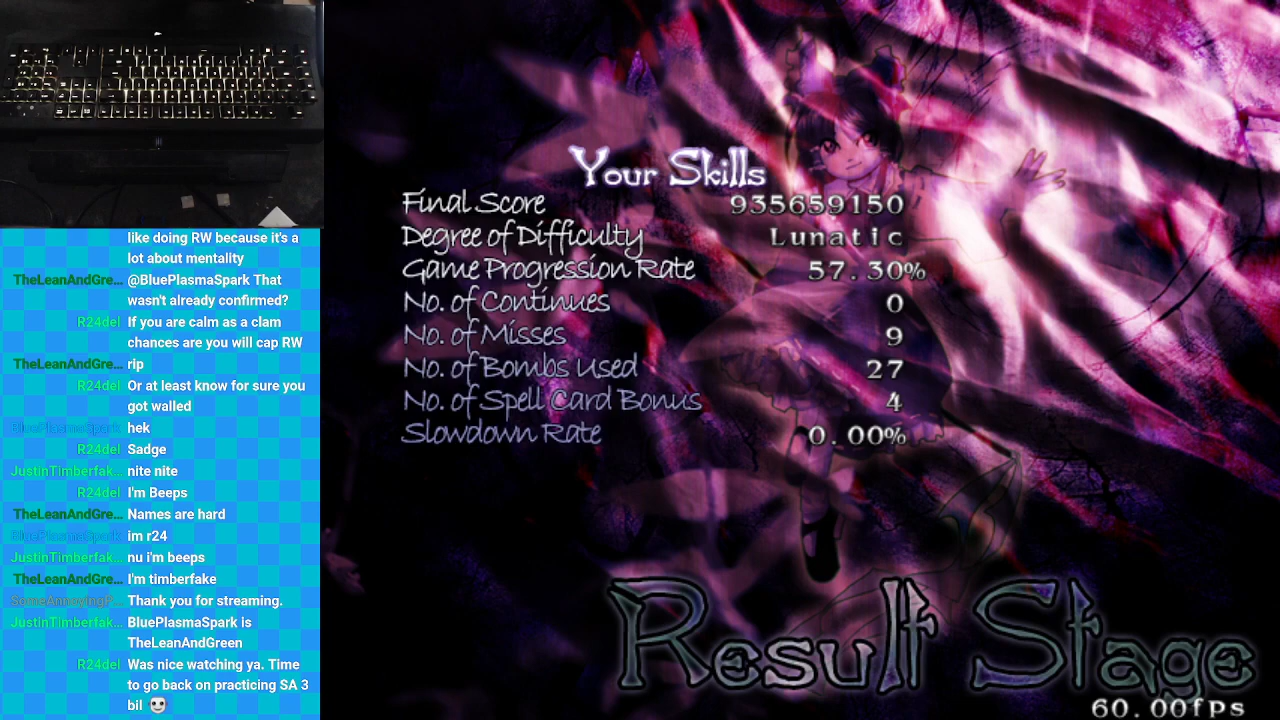 like doing RW because it's a
lot about mentality
TheLeanAndGre... @BluePlasmaSpark That
wasn't already confirmed?
R24del If you are calm as a clam
chances are you will cap RW
TheLeanAndGre... rip
R24del Or at least know for sure you
got walled
BluePlasmaSpark hek
R24del Sadge
JustinTimberfak... nite nite
R24del I'm Beeps
TheLeanAndGre... Names are hard
BluePlasmaSpark im r24
JustinTimberfak... nu i'm beeps
TheLeanAndGre... I'm timberfake
SomeAnnoyingP... Thank you for streaming.
JustinTimberfak... BluePlasmaSpark is
TheLeanAndGreen
R24del Was nice watching ya. Time
to go back on practicing SA 3
bil
Your Skills
Final Score 935659150
Degree of Difficulty Lunatic
Game Progression Rate 57.30%
No. of Continues 0
No. of Misses 9
No. of Bombs Used 27
No. of Spell Card Bonus 4
Slowdown Rate 0.00%
Result Stage
60.00fps